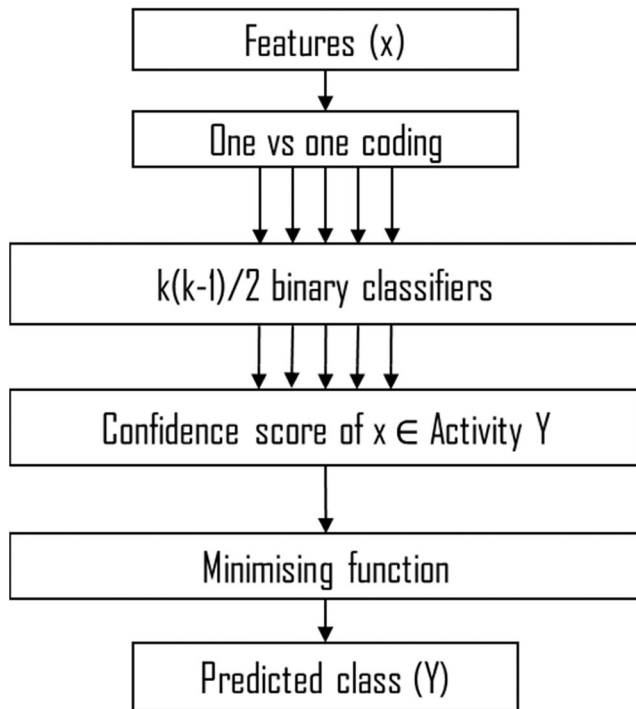 Features (x)
One vs one coding
k(k-1)/2 binary classifiers
Confidence score of x ∈ Activity Y
Minimising function
Predicted class (Y)